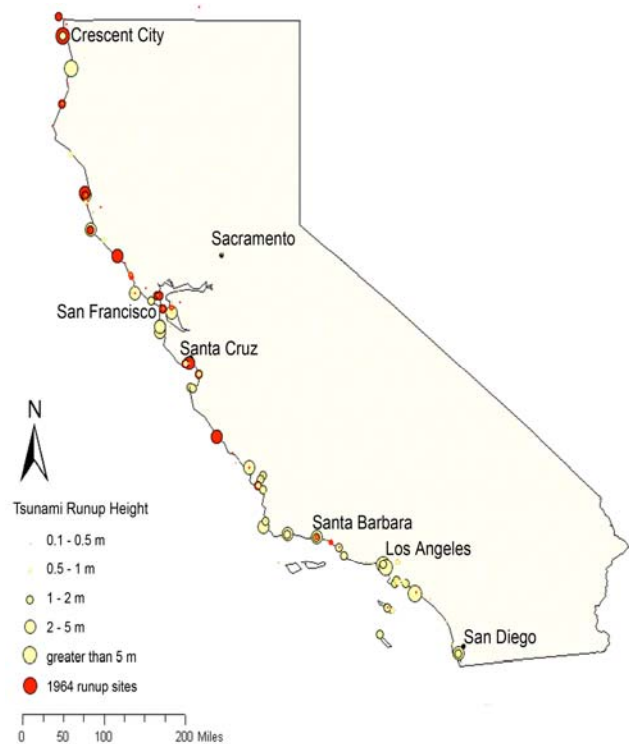 Crescent City
Sacramento
San Francisco
Santa Cruz
N
Tsunami Runup Height
0.1 - 0.5 m
0.5 - 1 m
1 - 2 m
2 - 5 m
greater than 5 m
1964 runup sites
Santa Barbara
Los Angeles
San Diego
0 50 100 200 Miles